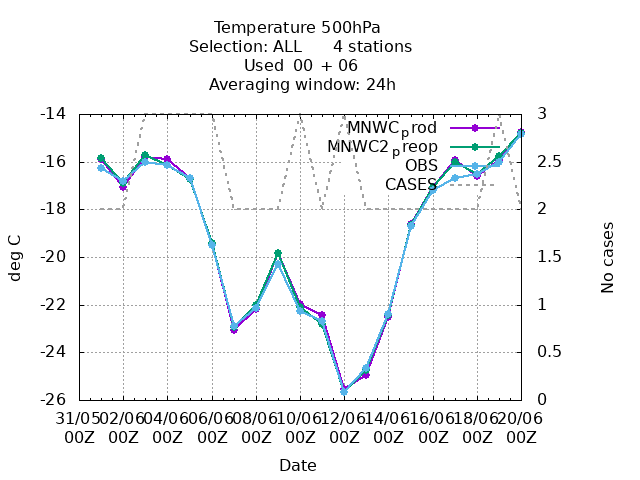 Temperature 500hPa
Selection: ALL 4 stations
Used 00 + 06
Averaging window: 24h
MNWCprod
MNWC2preop
OBS
CASES
-14
-16
-18
-20
-22
-24
-26
3
2.5
2
1.5
1
0.5
0
deg C
No cases
31/05 02/06 04/06 06/06 08/06 10/06 12/06 14/06 16/06 18/06 20/06
00Z 00Z 00Z 00Z 00Z 00Z 00Z 00Z 00Z 00Z 00Z
Date